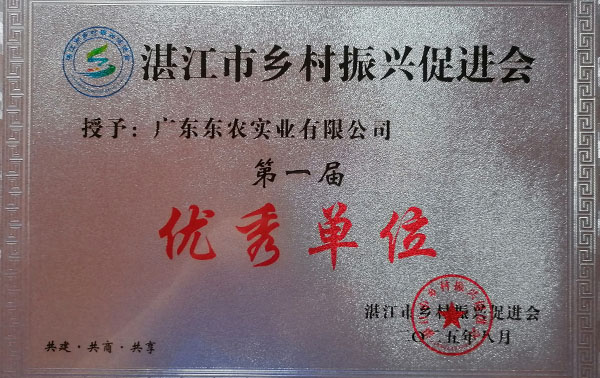 湛江市乡村振兴促进会
授予：广东东农实业有限公司
第一届
优秀单位
湛江市乡村振兴促进会
〇二五年八月
共建·共商·共享